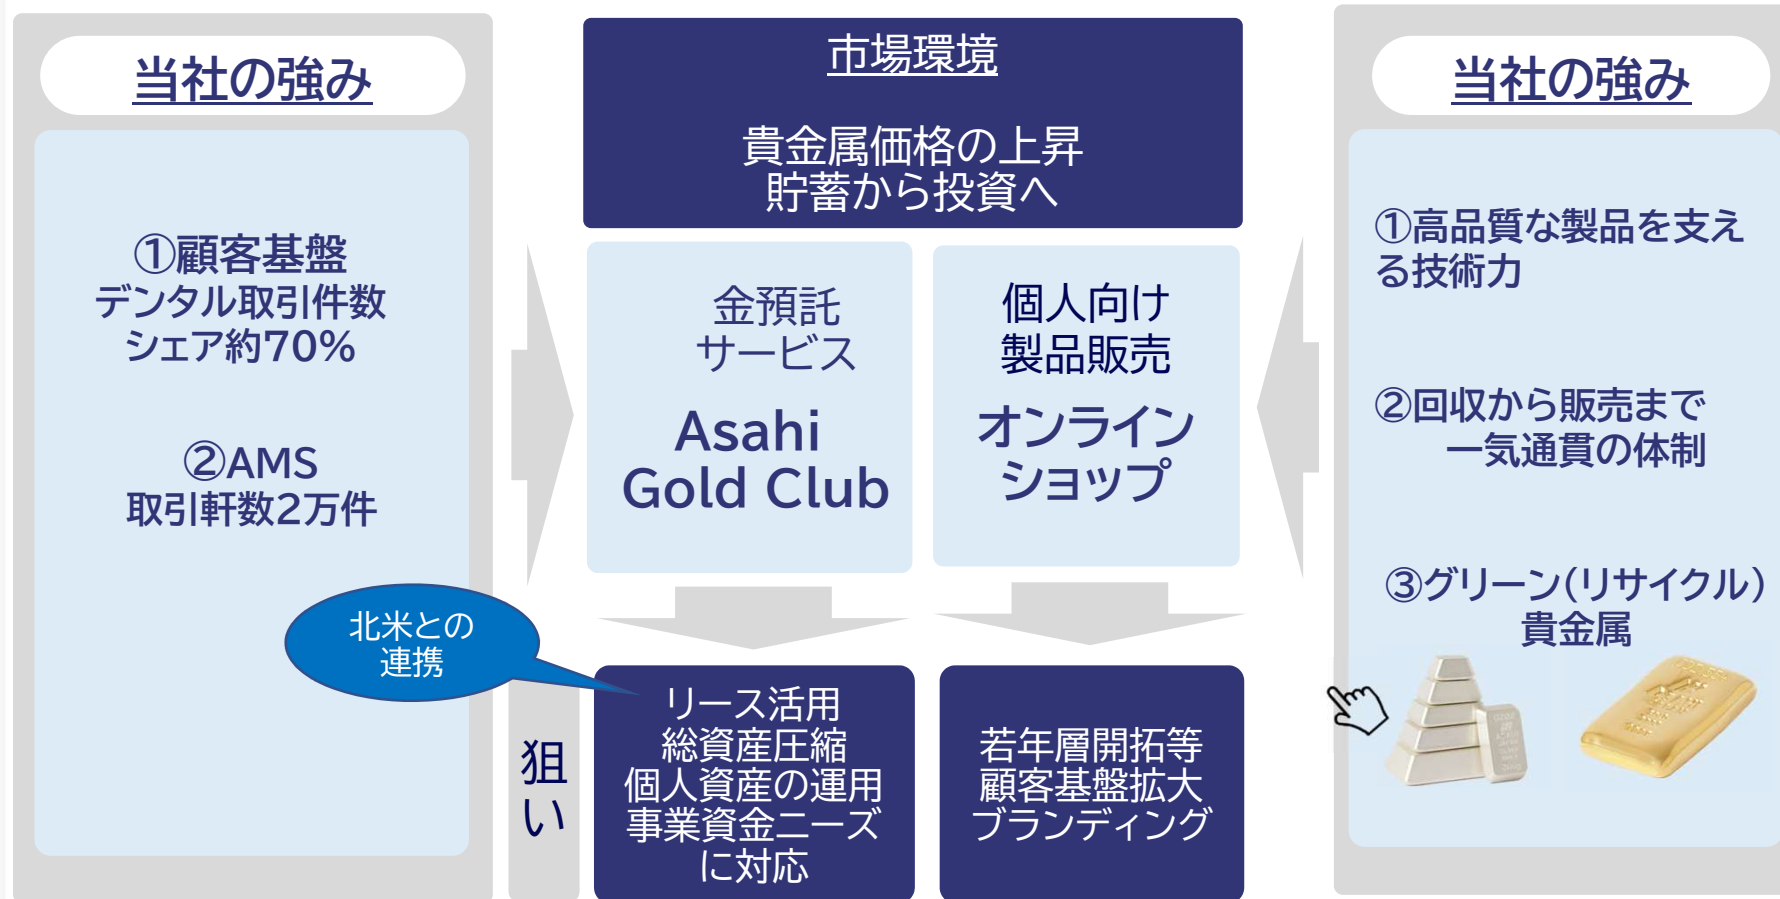 当社の強み
①顧客基盤
デンタル取引件数
シェア約70%
②AMS
取引軒数2万件
市場環境
貴金属価格の上昇
貯蓄から投資へ
金預託
サービス
Asahi
Gold Club
個人向け
製品販売
オンライン
ショップ
北米との
連携
狙
い
リース活用
総資産圧縮
個人資産の運用
事業資金ニーズ
に対応
若年層開拓等
顧客基盤拡大
ブランディング
当社の強み
①高品質な製品を支え
る技術力
②回収から販売まで
一気通貫の体制
③グリーン(リサイクル)
貴金属